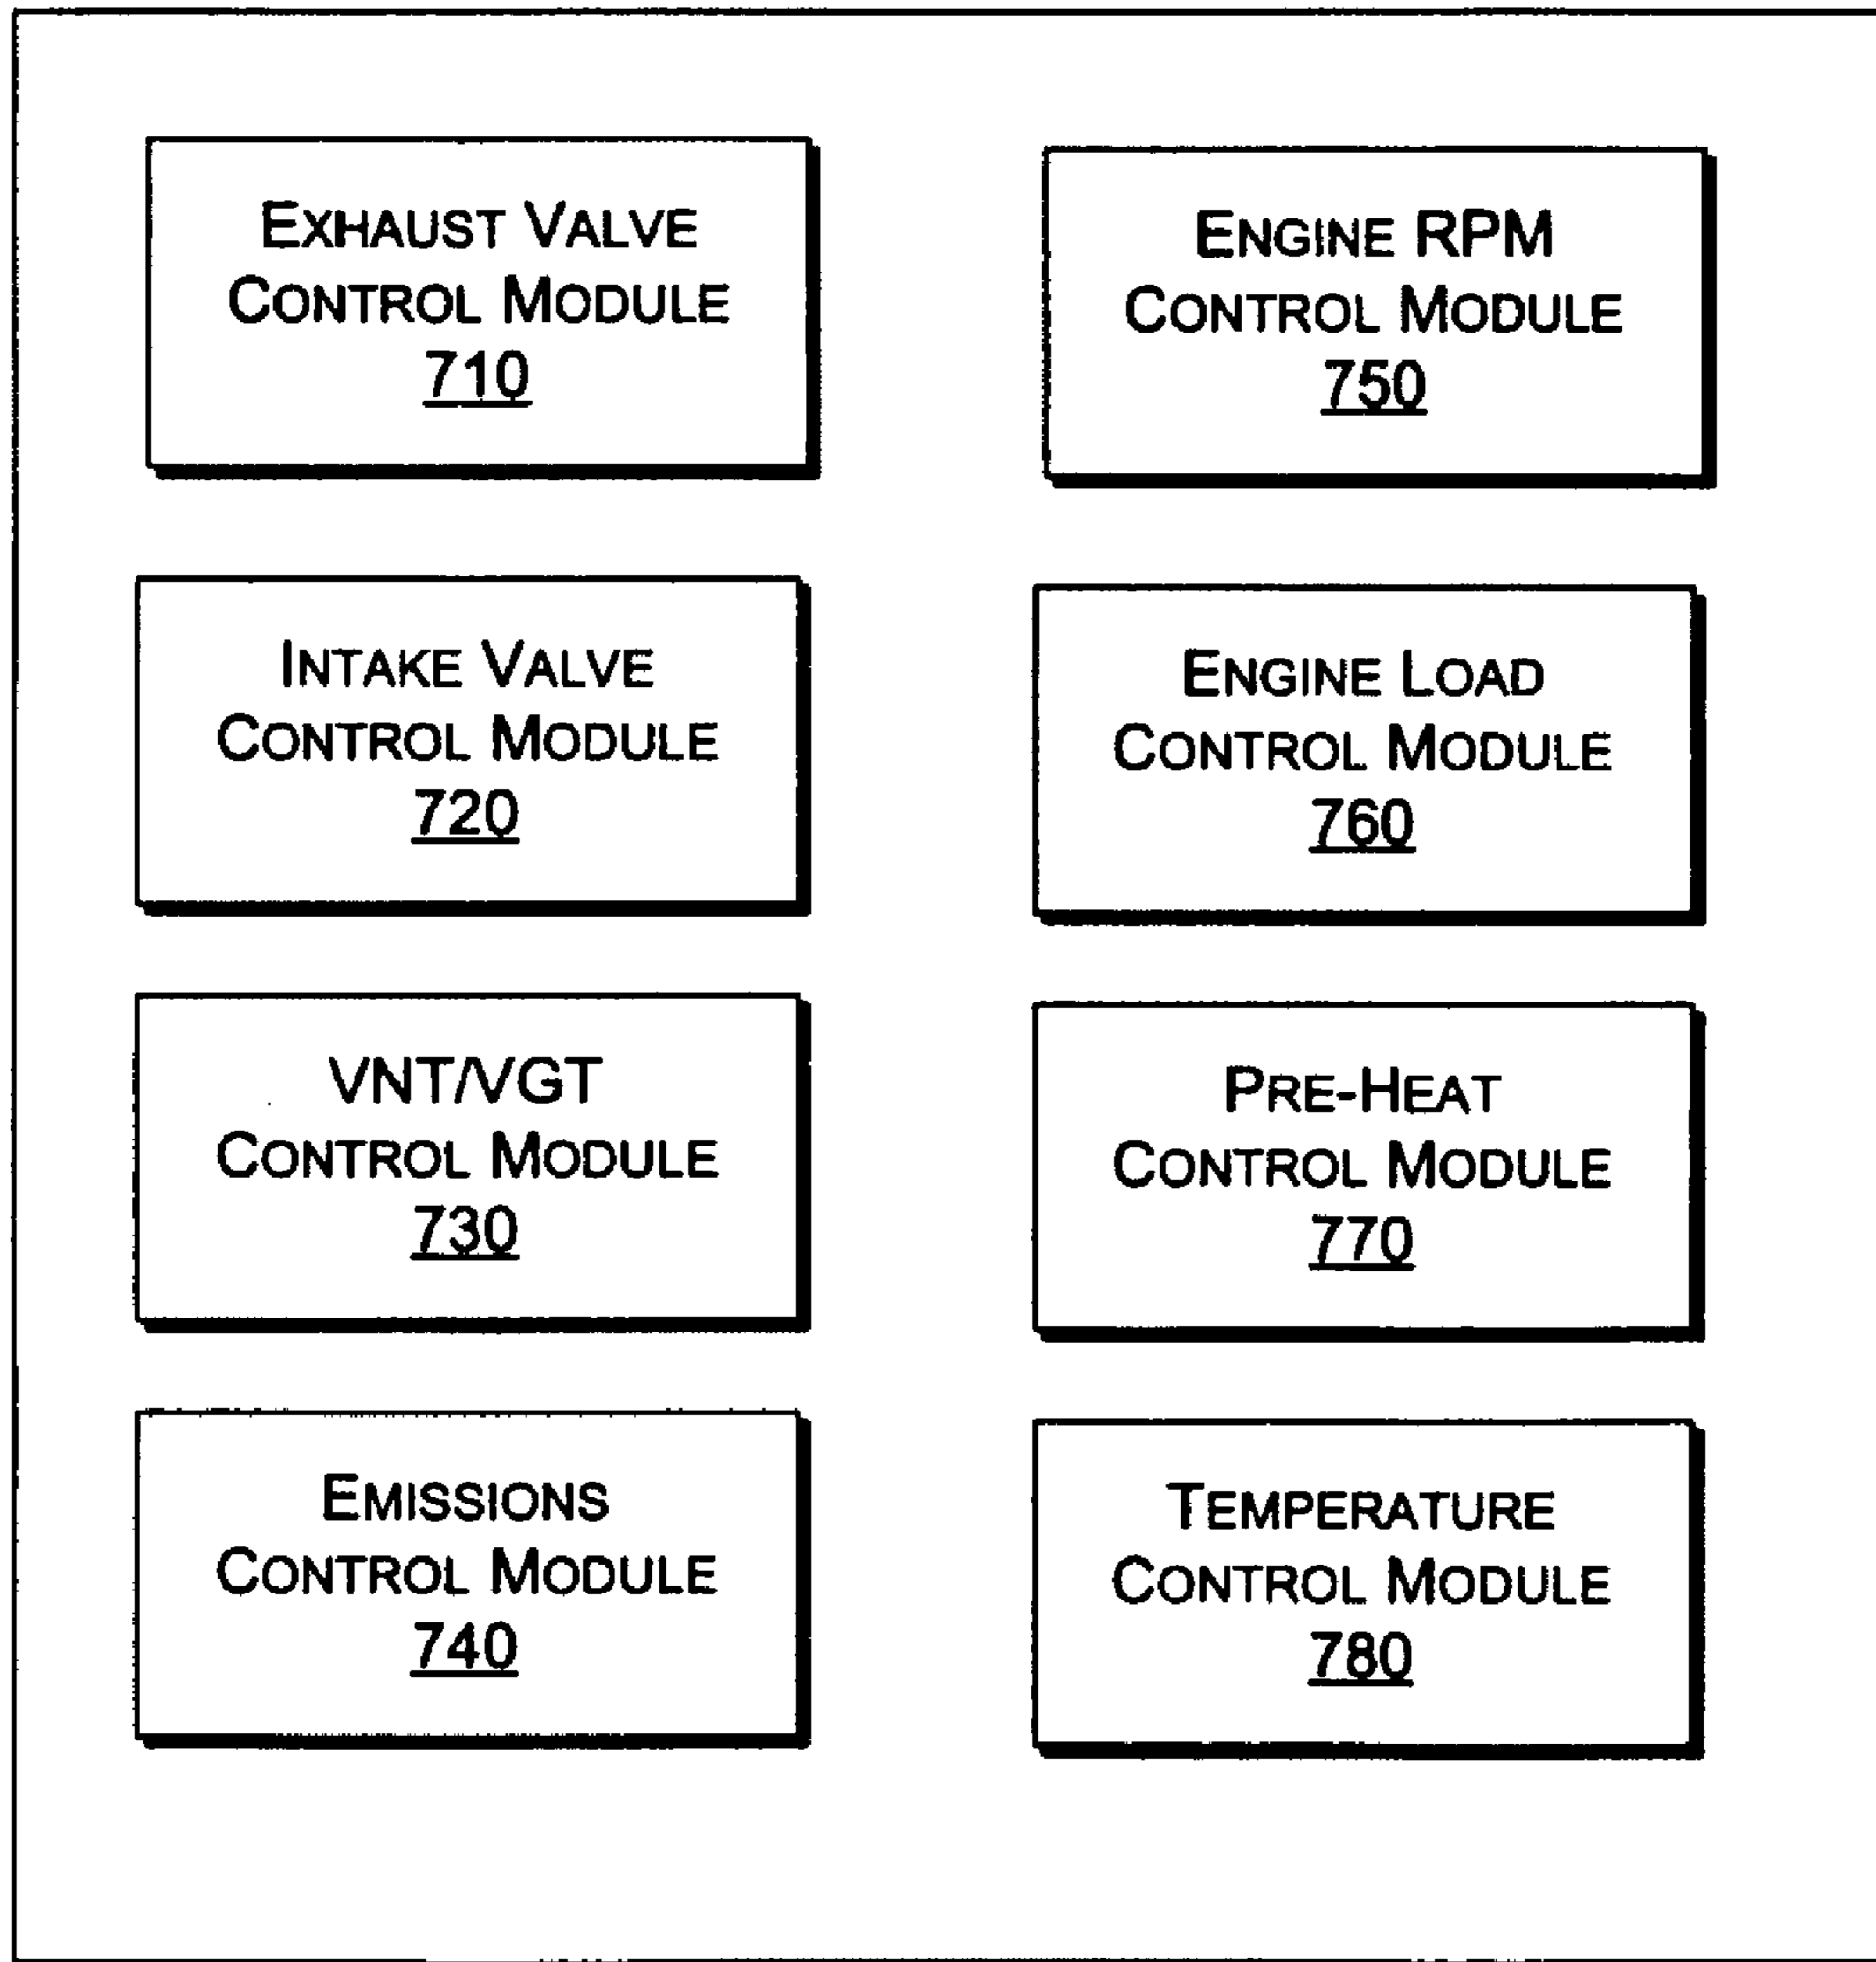 EXHAUST VALVE
CONTROL MODULE
710
INTAKE VALVE
CONTROL MODULE
720
VNT/VGT
CONTROL MODULE
730
EMISSIONS
CONTROL MODULE
740
ENGINE RPM
CONTROL MODULE
750
ENGINE LOAD
CONTROL MODULE
760
PRE-HEAT
CONTROL MODULE
770
TEMPERATURE
CONTROL MODULE
780